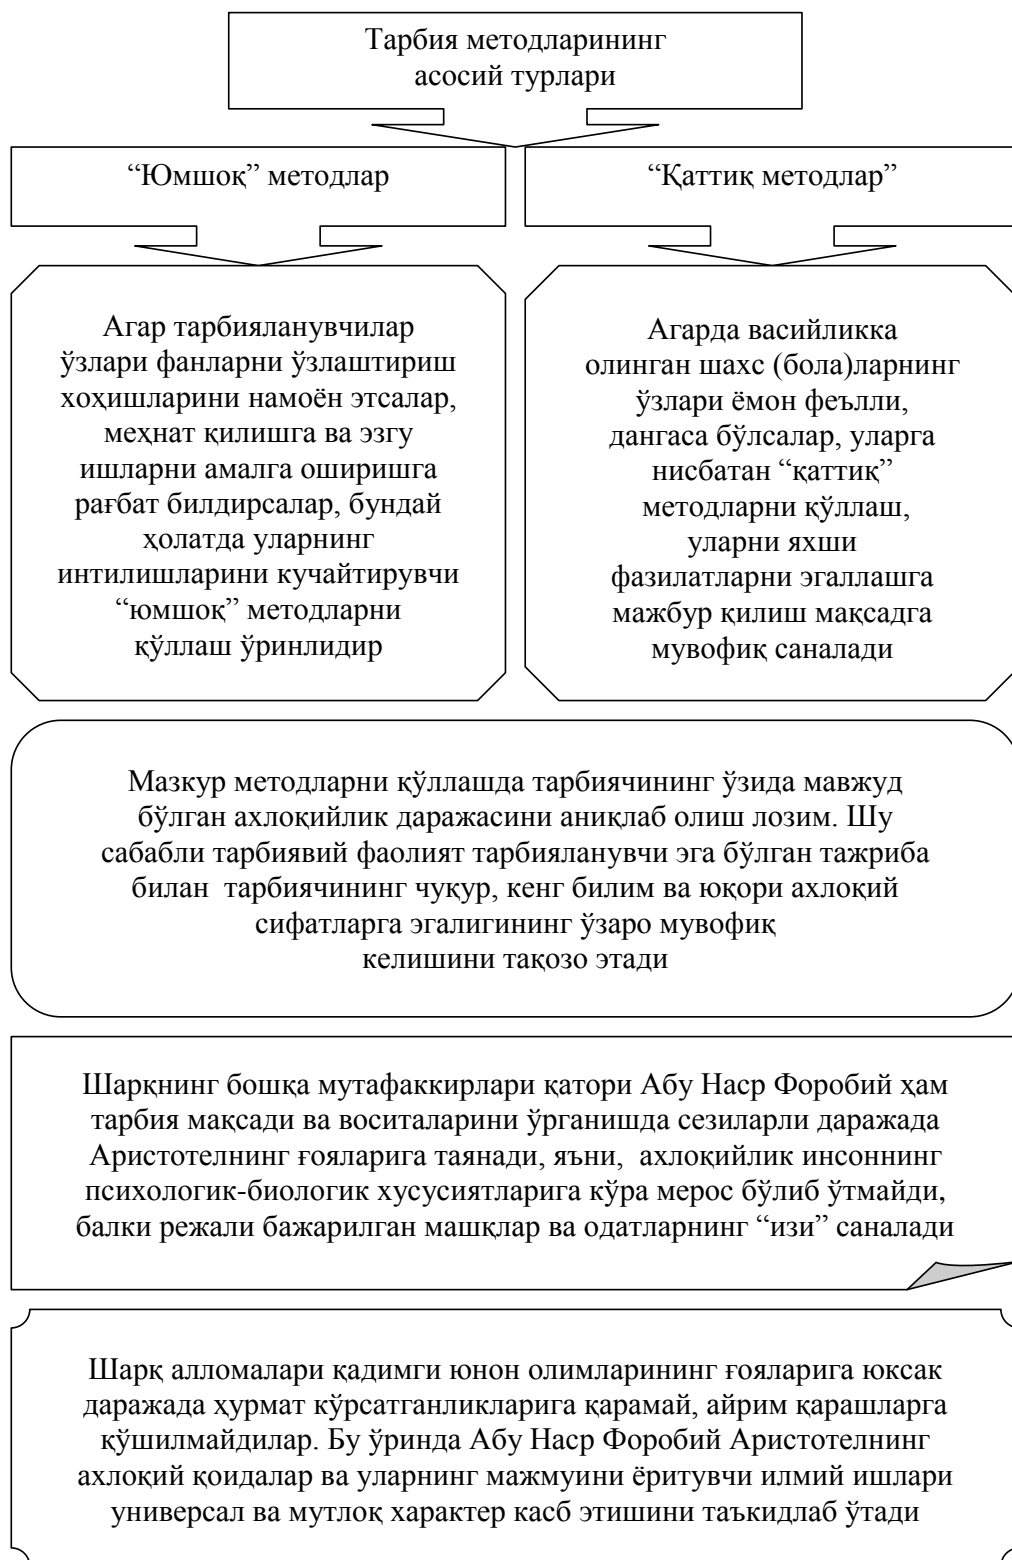 Тарбия методларининг
асосий турлари
“Юмшоқ” методлар
“Қаттиқ методлар”
Агар тарбияланувчилар
ўзлари фанларни ўзлаштириш
хоҳишларини намоён этсалар,
меҳнат қилишга ва эзгу
ишларни амалга оширишга
рағбат билдирсалар, бундай
ҳолатда уларнинг
интилишларини кучайтирувчи
“юмшоқ” методларни
қўллаш ўринлидир
Агарда васийликка
олинган шахс (бола)ларнинг
ўзлари ёмон феълли,
дангаса бўлсалар, уларга
нисбатан “қаттиқ”
методларни қўллаш,
уларни яхши
фазилатларни эгаллашга
мажбур қилиш мақсадга
мувофиқ саналади
Мазкур методларни қўллашда тарбиячининг ўзида мавжуд
бўлган ахлоқийлик даражасини аниқлаб олиш лозим. Шу
сабабли тарбиявий фаолият тарбияланувчи эга бўлган тажриба
билан тарбиячининг чуқур, кенг билим ва юқори ахлоқий
сифатларга эгалигининг ўзаро мувофиқ
келишини тақозо этади
Шарқнинг бошқа мутафаккирлари қатори Абу Наср Форобий ҳам
тарбия мақсади ва воситаларини ўрганишда сезиларли даражада
Аристотелнинг ғояларига таянади, яъни, ахлоқийлик инсоннинг
психологик-биологик хусусиятларига кўра мерос бўлиб ўтмайди,
балки режали бажарилган машқлар ва одатларнинг “изи” саналади
Шарқ алломалари қадимги юнон олимларининг ғояларига юксак
даражада ҳурмат кўрсатганликларига қарамай, айрим қарашларга
қўшилмайдилар. Бу ўринда Абу Наср Форобий Аристотелнинг
ахлоқий қоидалар ва уларнинг мажмуини ёритувчи илмий ишлари
универсал ва мутлоқ характер касб этишини таъкидлаб ўтади